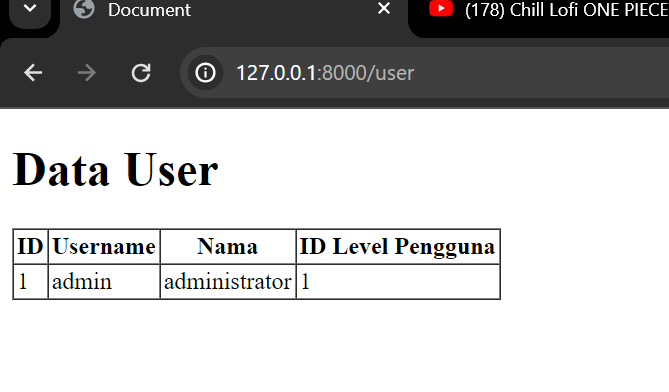 Document
(178) Chill Lofi ONE PIECE
127.0.0.1:8000/user
Data User
ID Username Nama ID Level Pengguna
1 admin administrator 1